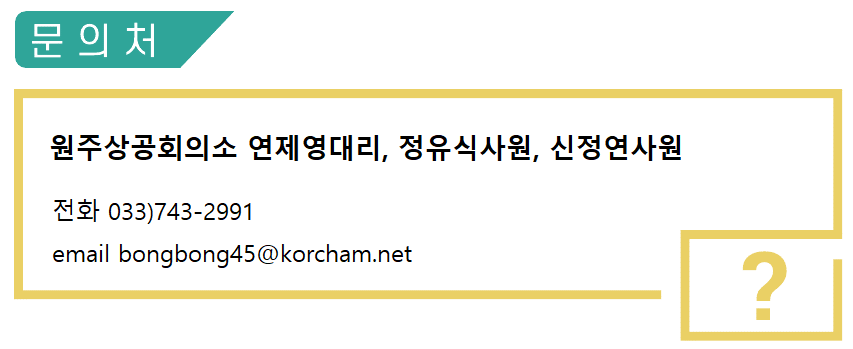 문의처
원주상공회의소 연제영대리, 정유식사원, 신정연사원
전화 033)743-2991
email bongbong45@korcham.net
?